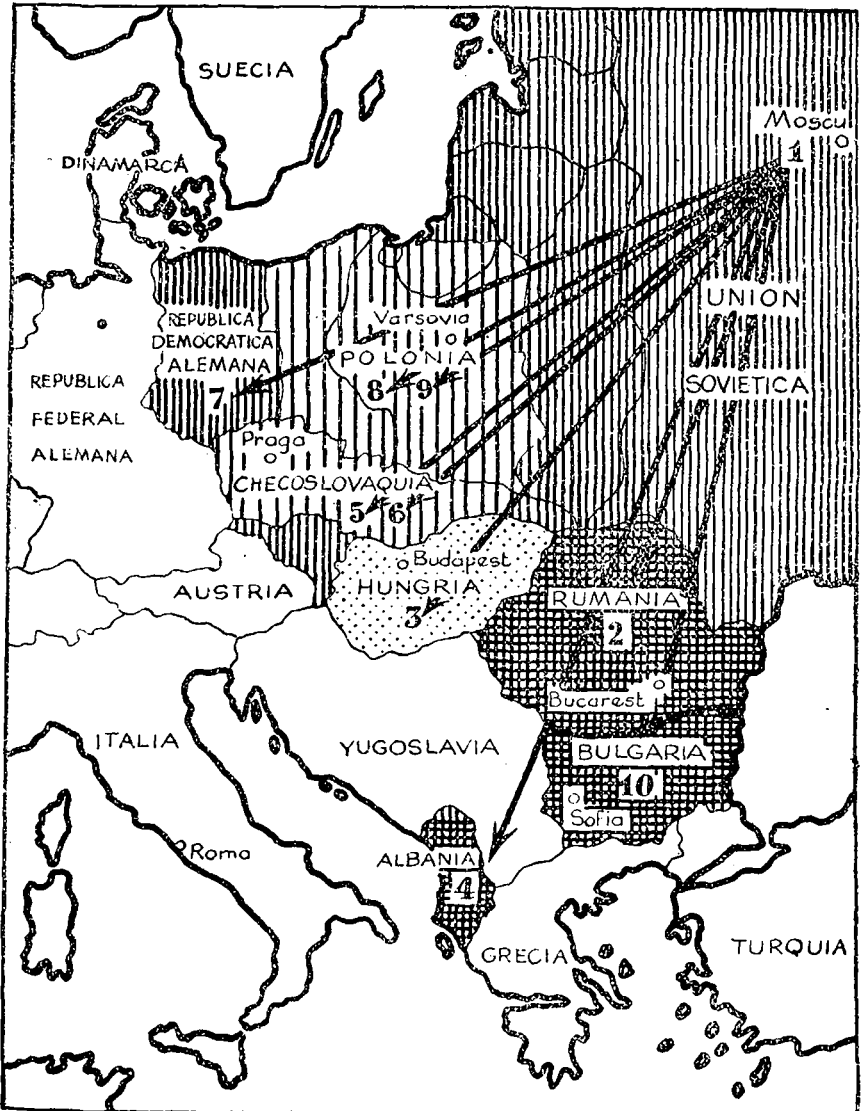 SUECIA
Moscu
1
DINAMARCA
UNION
SOVIETICA
Varsovia
POLONIA
8 9
REPUBLICA
DEMOCRATICA
ALEMANA
7
REPUBLICA
FEDERAL
ALEMANA
Praga
CHECOSLOVAQUIA
5 6
Budapest
HUNGRIA
3
AUSTRIA
RUMANIA
2
Bucarest
ITALIA
YUGOSLAVIA
BULGARIA
10
Sofia
Roma
ALBANIA
4
GRECIA
TURQUIA